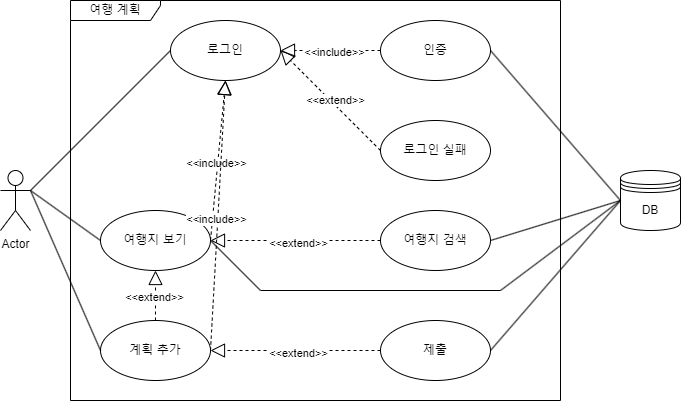 여행 계획
로그인
<<include>>
인증
<<extend>>
로그인 실패
<<include>>
Actor
DB
<<include>>
여행지 보기
<<extend>>
여행지 검색
<<extend>>
계획 추가
<<extend>>
제출